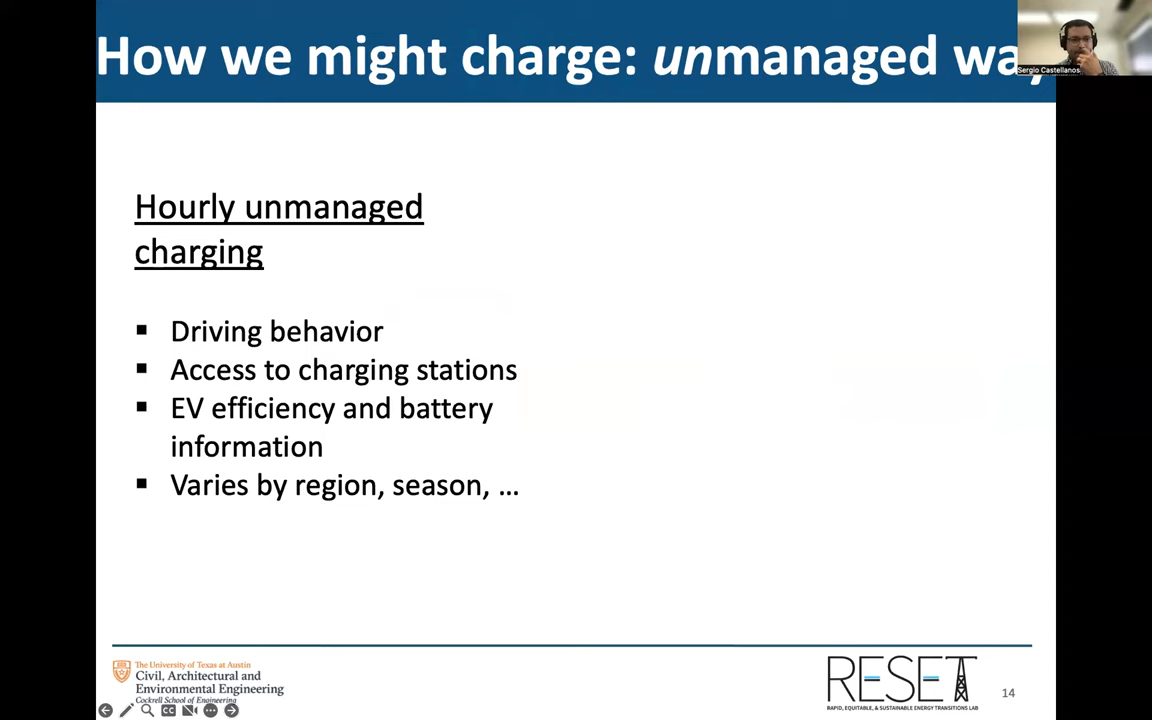 How we might charge: unmanaged way
Sergio Castellanos
Hourly unmanaged
charging
▪ Driving behavior
▪ Access to charging stations
▪ EV efficiency and battery
information
▪ Varies by region, season, ...
The University of Texas at Austin
Civil, Architectural and
Environmental Engineering
Cockrell School of Engineering
RESET
RAPID, EQUITABLE, & SUSTAINABLE ENERGY TRANSITIONS LAB
14
CC